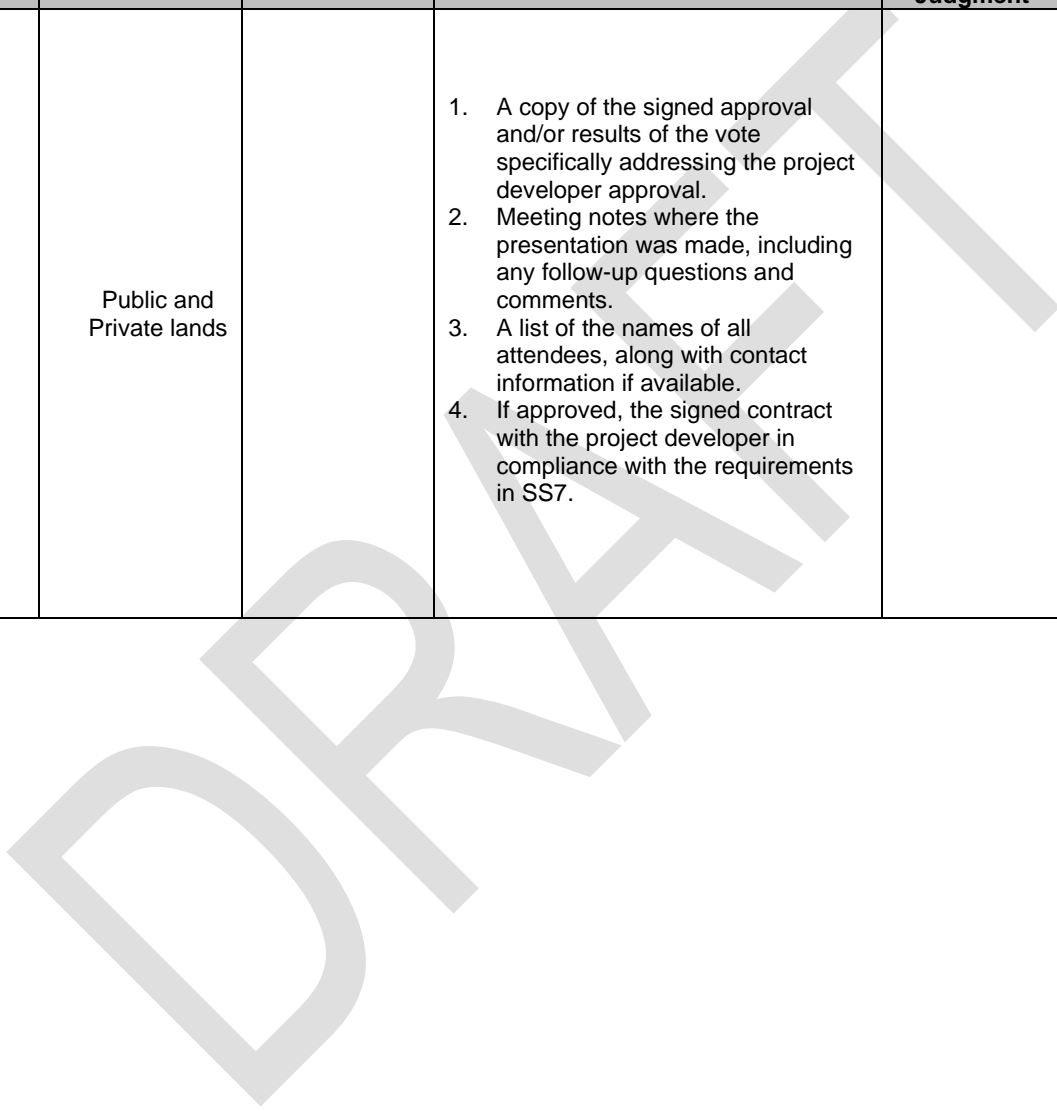 Judgment
Public and
Private lands
1. A copy of the signed approval
and/or results of the vote
specifically addressing the project
developer approval.
2. Meeting notes where the
presentation was made, including
any follow-up questions and
comments.
3. A list of the names of all
attendees, along with contact
information if available.
4. If approved, the signed contract
with the project developer in
compliance with the requirements
in SS7.
DRAFT